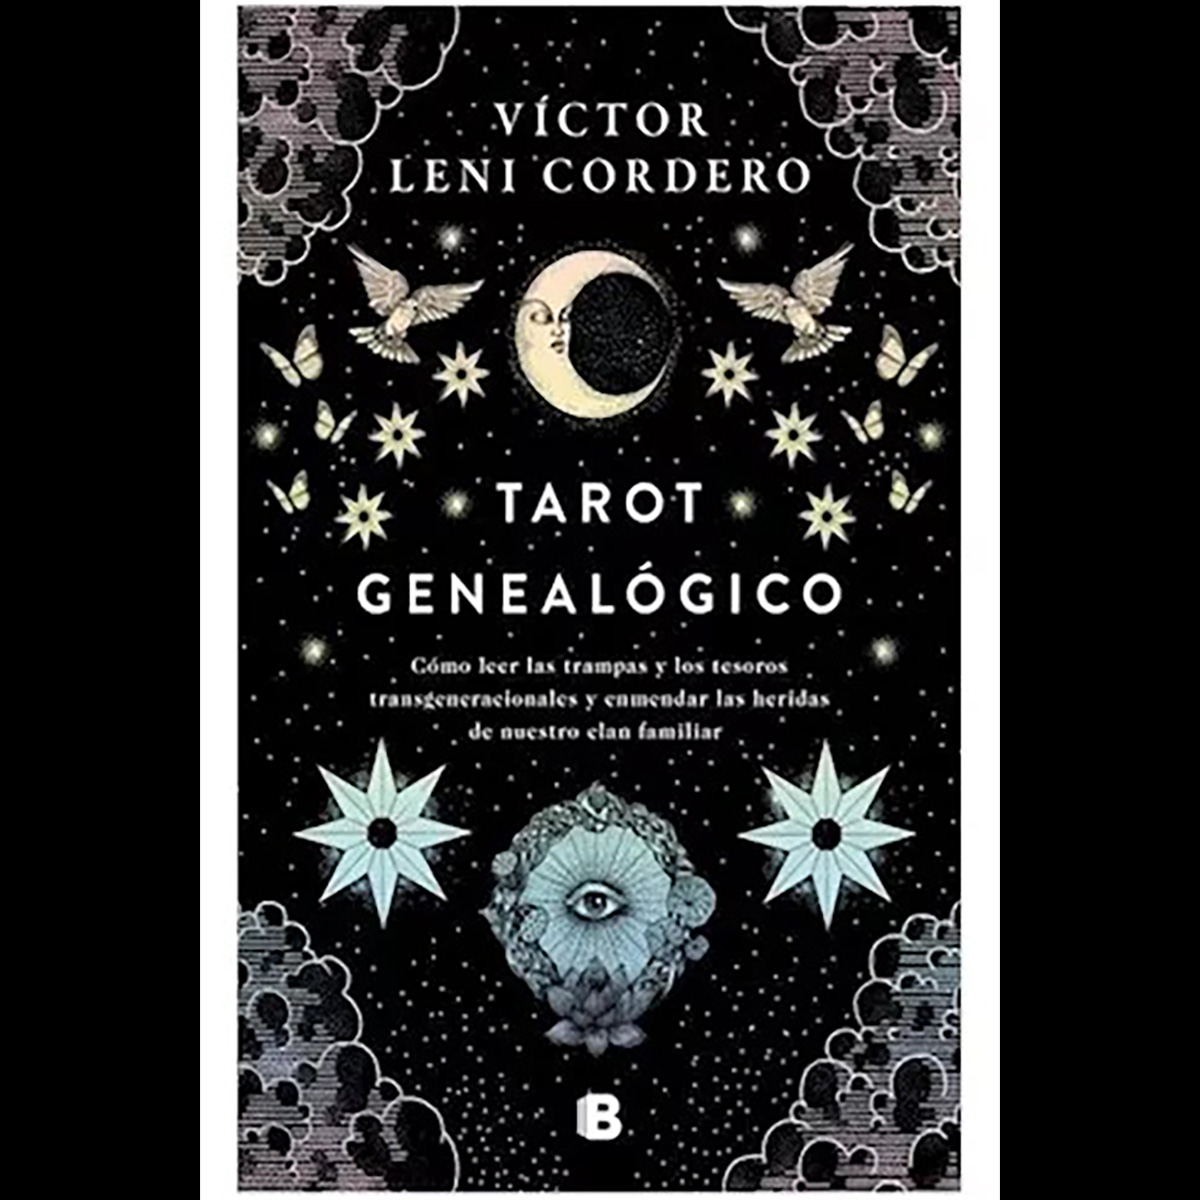 VÍCTOR
LENI CORDERO
TAROT
GENEALÓGICO
Cómo leer las trampas y los tesoros
transgeneracionales y enmendar las heridas
de nuestro clan familiar
B